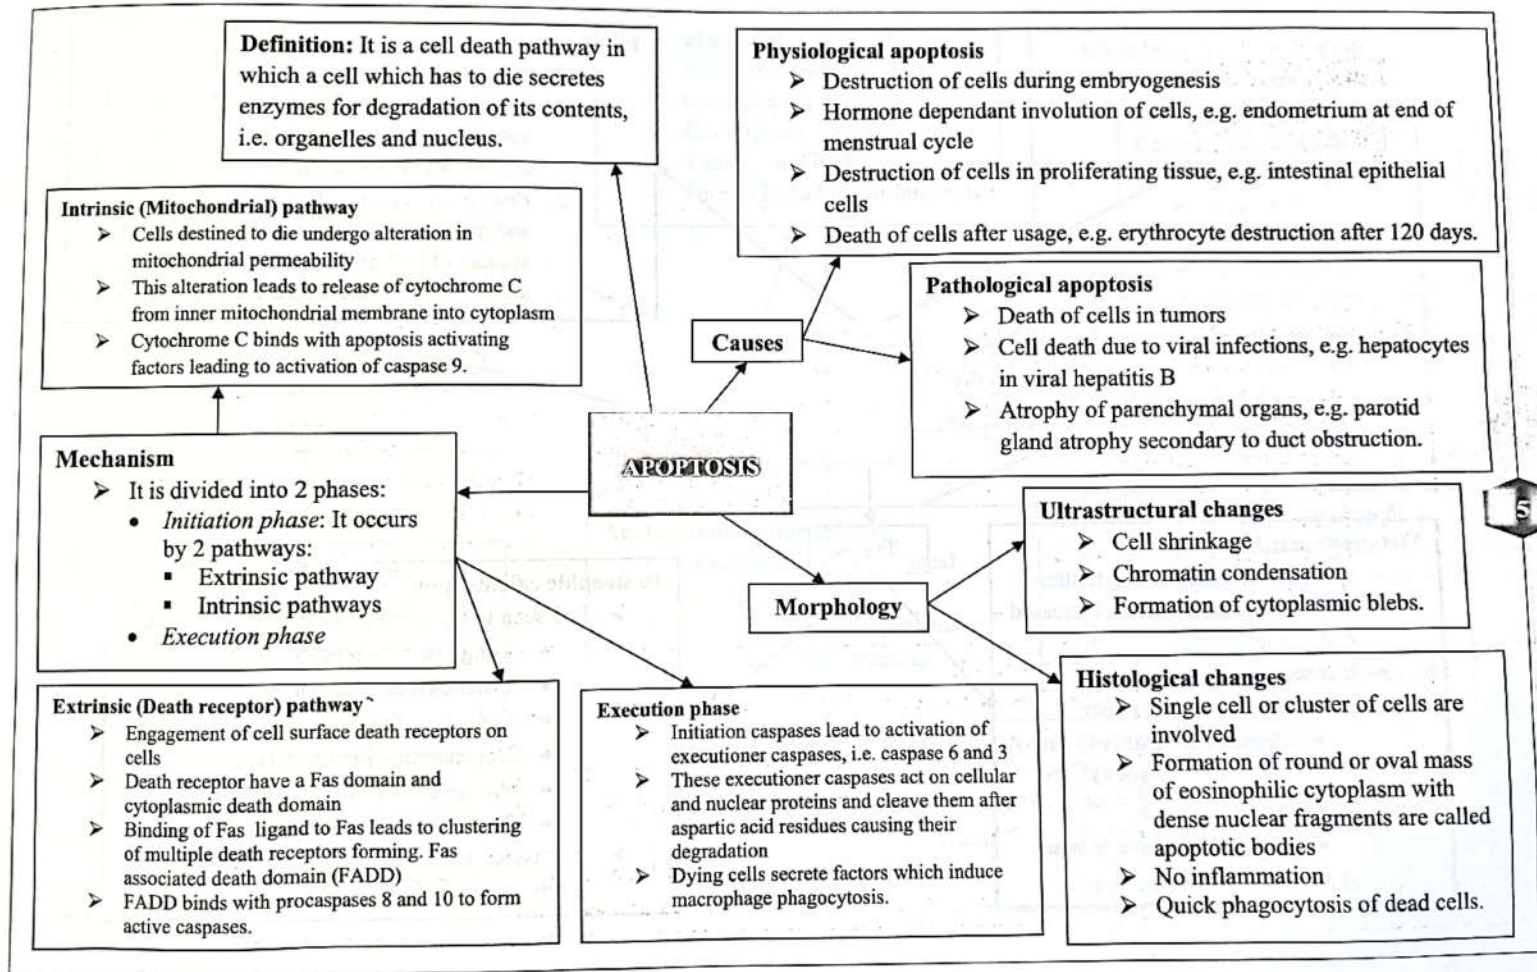 Definition: It is a cell death pathway in
which a cell which has to die secretes
enzymes for degradation of its contents,
i.e. organelles and nucleus.
Physiological apoptosis
➢ Destruction of cells during embryogenesis
➢ Hormone dependant involution of cells, e.g. endometrium at end of
menstrual cycle
➢ Destruction of cells in proliferating tissue, e.g. intestinal epithelial
cells
➢ Death of cells after usage, e.g. erythrocyte destruction after 120 days.
Intrinsic (Mitochondrial) pathway
➢ Cells destined to die undergo alteration in
mitochondrial permeability
➢ This alteration leads to release of cytochrome C
from inner mitochondrial membrane into cytoplasm
➢ Cytochrome C binds with apoptosis activating
factors leading to activation of caspase 9.
Causes
Pathological apoptosis
➢ Death of cells in tumors
➢ Cell death due to viral infections, e.g. hepatocytes
in viral hepatitis B
➢ Atrophy of parenchymal organs, e.g. parotid
gland atrophy secondary to duct obstruction.
APOPTOSIS
Mechanism
➢ It is divided into 2 phases:
• Initiation phase: It occurs
by 2 pathways:
▪ Extrinsic pathway
▪ Intrinsic pathways
• Execution phase
Morphology
Ultrastructural changes
➢ Cell shrinkage
➢ Chromatin condensation
➢ Formation of cytoplasmic blebs.
5
Extrinsic (Death receptor) pathway
➢ Engagement of cell surface death receptors on
cells
➢ Death receptor have a Fas domain and
cytoplasmic death domain
➢ Binding of Fas ligand to Fas leads to clustering
of multiple death receptors forming. Fas
associated death domain (FADD)
➢ FADD binds with procaspases 8 and 10 to form
active caspases.
Execution phase
➢ Initiation caspases lead to activation of
executioner caspases, i.e. caspase 6 and 3
➢ These executioner caspases act on cellular
and nuclear proteins and cleave them after
aspartic acid residues causing their
degradation
➢ Dying cells secrete factors which induce
macrophage phagocytosis.
Histological changes
➢ Single cell or cluster of cells are
involved
➢ Formation of round or oval mass
of eosinophilic cytoplasm with
dense nuclear fragments are called
apoptotic bodies
➢ No inflammation
➢ Quick phagocytosis of dead cells.